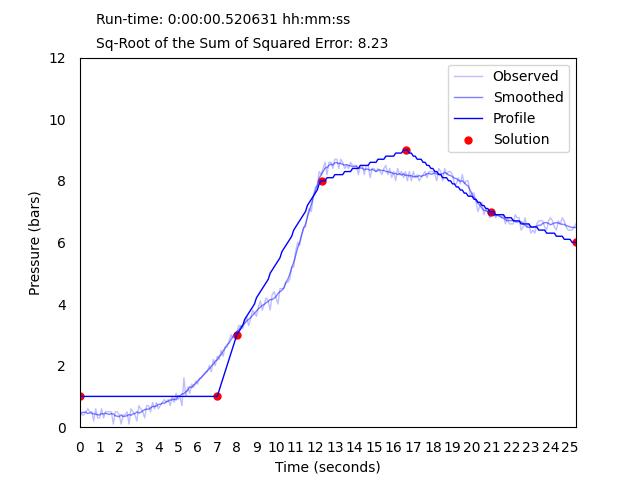 Run-time: 0:00:00.520631 hh:mm:ss
Sq-Root of the Sum of Squared Error: 8.23
12
10
8
6
4
2
0
Pressure (bars)
Observed
Smoothed
Profile
Solution
0 1 2 3 4 5 6 7 8 9 10 11 12 13 14 15 16 17 18 19 20 21 22 23 24 25
Time (seconds)